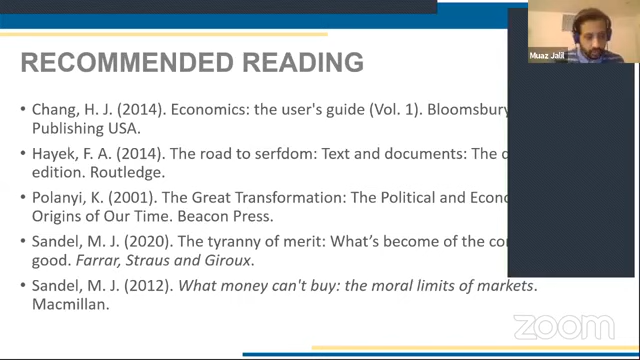 RECOMMENDED READING
Muaz Jalil
• Chang, H. J. (2014). Economics: the user's guide (Vol. 1). Bloomsbury
Publishing USA.
• Hayek, F. A. (2014). The road to serfdom: Text and documents: The
edition. Routledge.
• Polanyi, K. (2001). The Great Transformation: The Political and
Origins of Our Time. Beacon Press.
• Sandel, M. J. (2020). The tyranny of merit: What’s become of the
good. Farrar, Straus and Giroux.
• Sandel, M. J. (2012). What money can't buy: the moral limits of markets.
Macmillan.
zoom